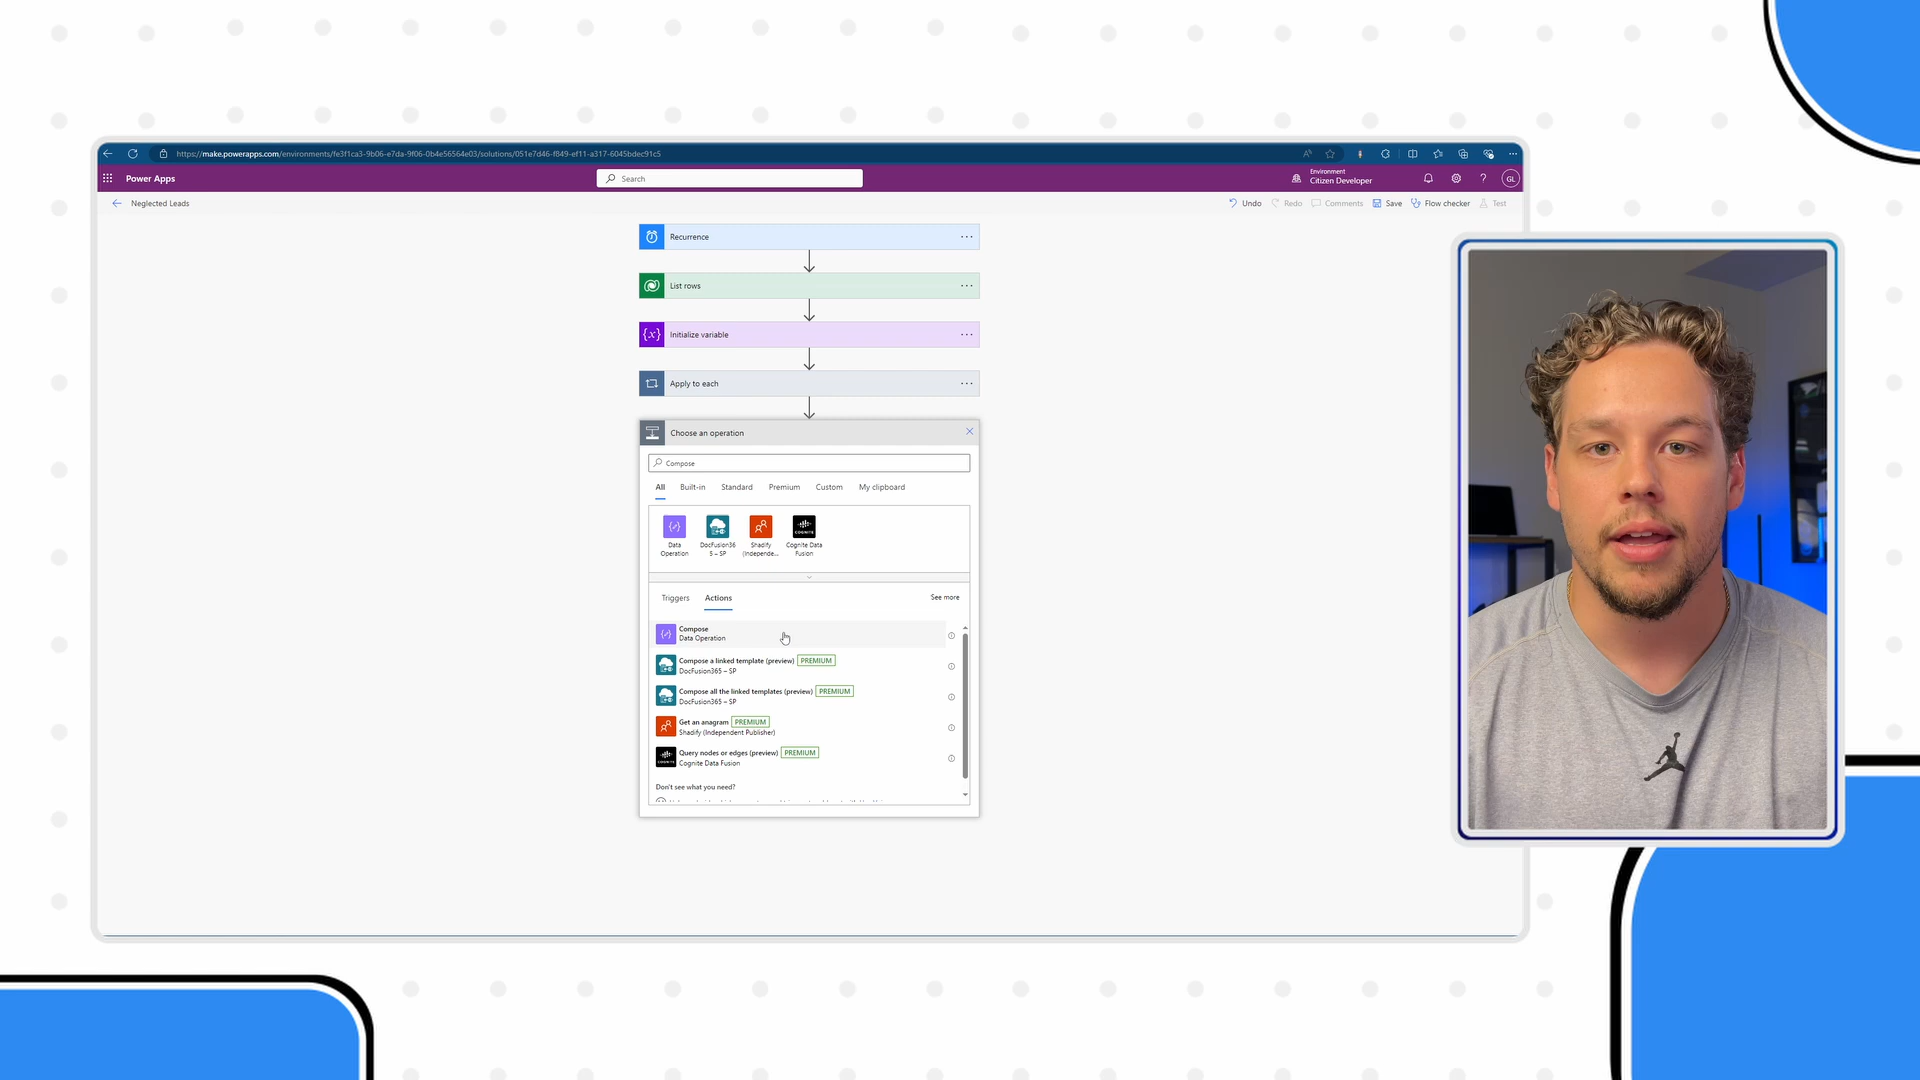 https://make.powerapps.com/environments/fe3f1ca3-9b06-e7da-9f06-0b4e56564e03/solutions/051e7d46-f849-ef11-a317-6045bdec91c5
Power Apps
Search
Environment
Citizen Developer
GL
Neglected Leads
Undo
Redo
Comments
Save
Flow checker
Test
Recurrence
List rows
Initialize variable
Apply to each
Choose an operation
Compose
All
Built-in
Standard
Premium
Custom
My clipboard
Data
Operation
DocFusion36
5 – SP
Shadify
(Independe...
COGNITE
Cognite Data
Fusion
Triggers
Actions
See more
Compose
Data Operation
Compose a linked template (preview) PREMIUM
DocFusion365 – SP
Compose all the linked templates (preview) PREMIUM
DocFusion365 – SP
Get an anagram PREMIUM
Shadify (Independent Publisher)
Query nodes or edges (preview) PREMIUM
Cognite Data Fusion
Don't see what you need?